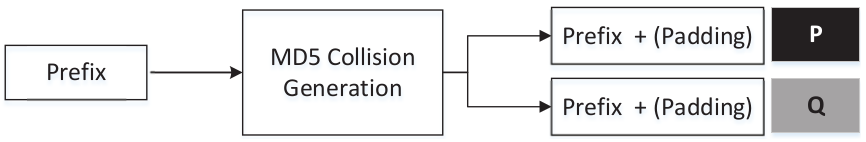 Prefix
MD5 Collision
Generation
Prefix + (Padding)
P
Prefix + (Padding)
Q